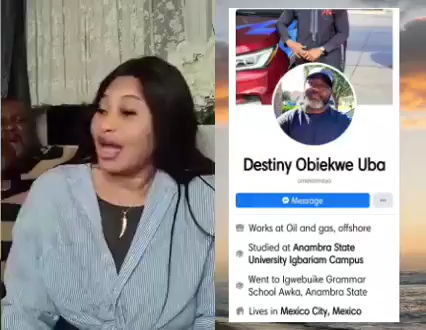 Destiny Obiekwe Uba
Message
Works at Oil and gas, offshore
Studied at Anambra State
University Igbariam Campus
Went to Igwebuike Grammar
School Awka, Anambra State
Lives in Mexico City, Mexico